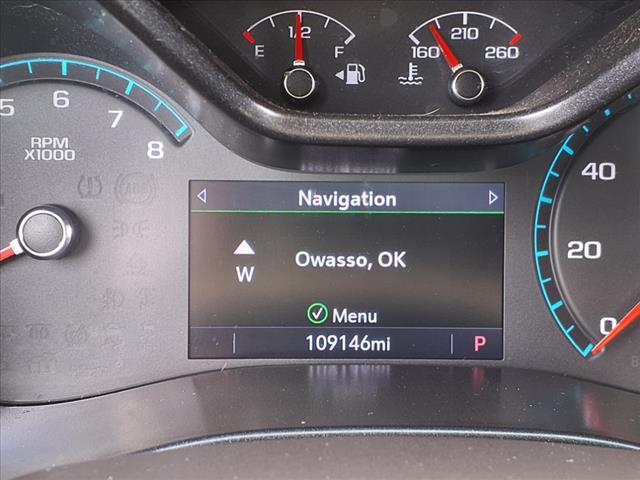 E 1/2 F
160 210 260
5 6 7 8
RPM
X1000
Navigation
W
Owasso, OK
Menu
109146mi
P
40
20
0
ABS